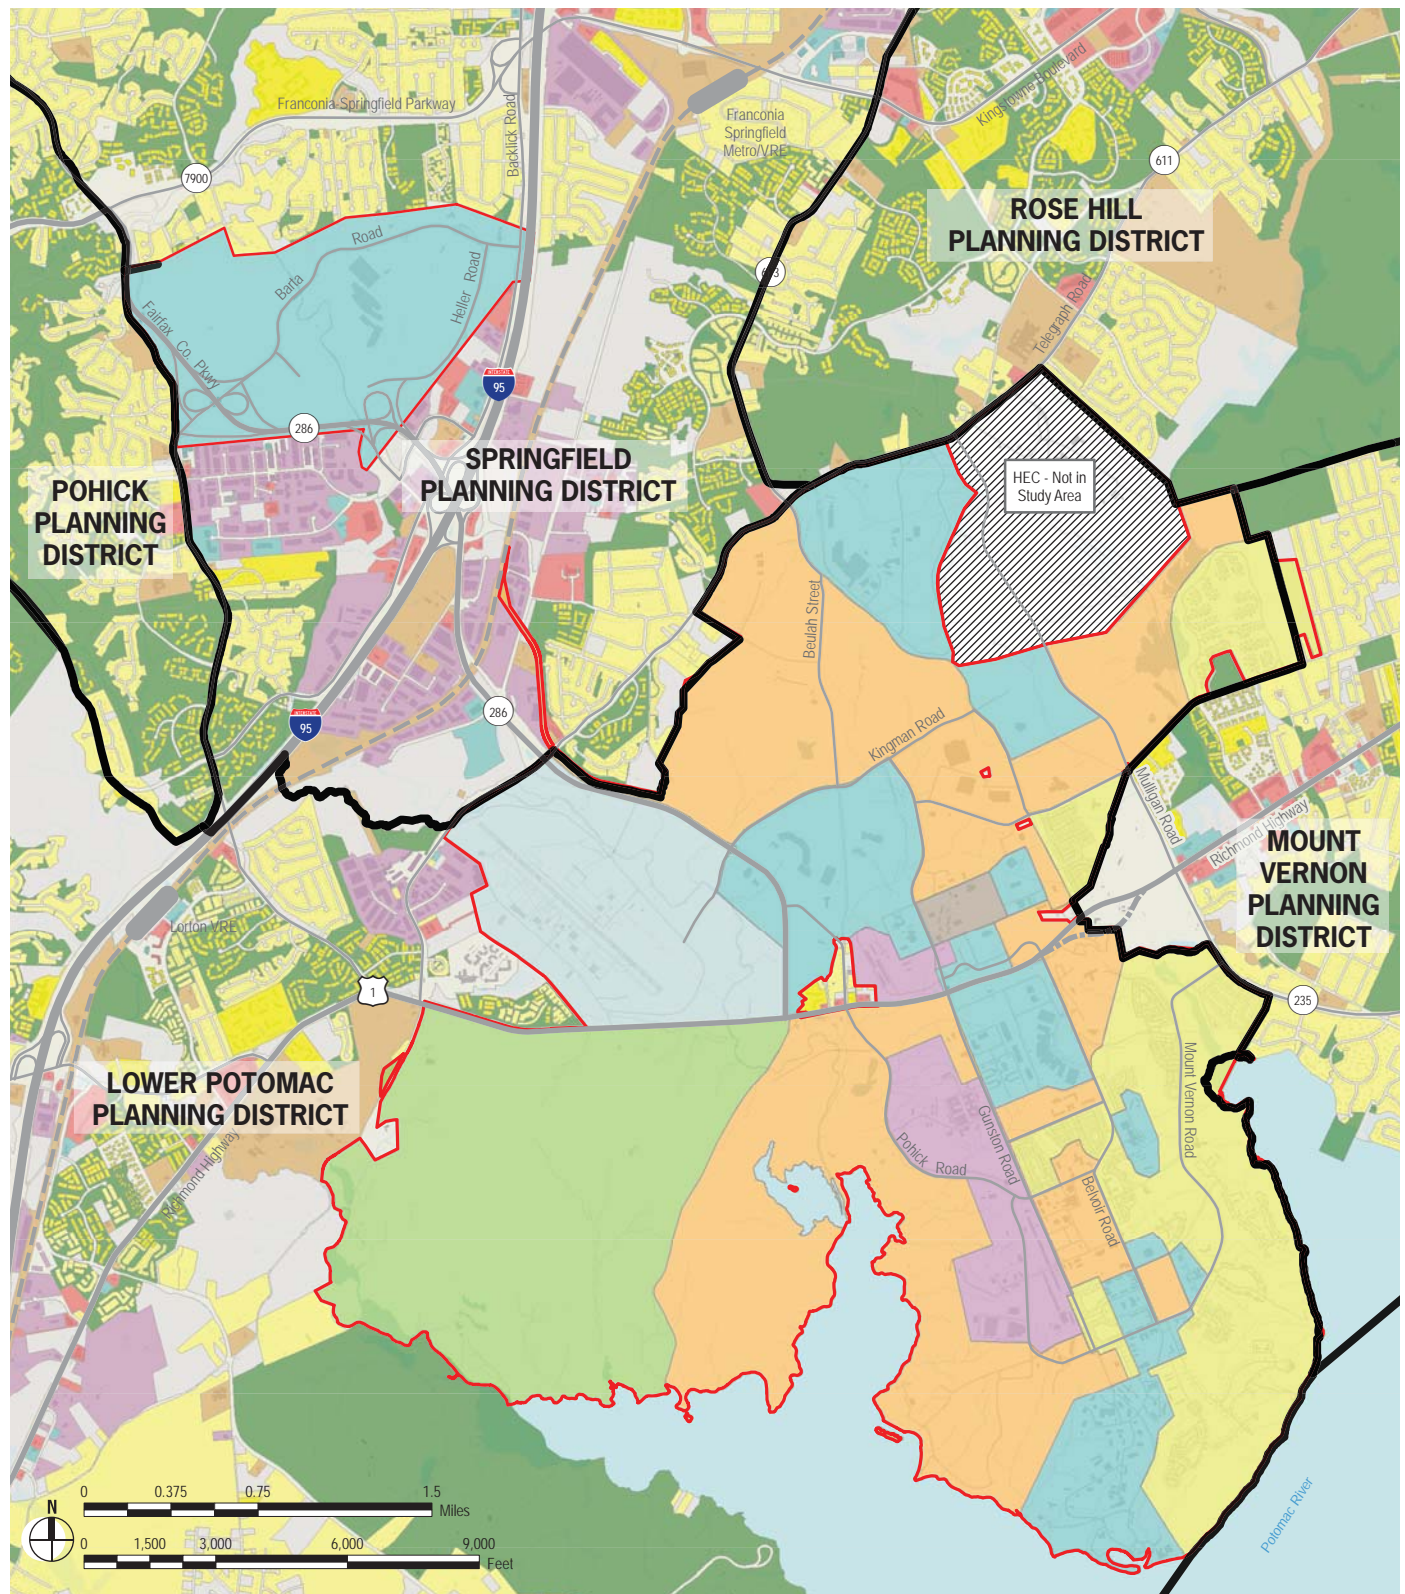 Franconia-Springfield Parkway
Backlick Road
Kingstowne Boulevard
Franconia
Springfield
Metro/VRE
7900
611
ROSE HILL
PLANNING DISTRICT
Barta
Road
Heller Road
Telegraph Road
Fairfax
Co. Pkwy
INTERSTATE
95
286
SPRINGFIELD
PLANNING DISTRICT
HEC - Not in
Study Area
POHICK
PLANNING
DISTRICT
Beulah Street
286
INTERSTATE
95
Kingman Road
Mulligan Road
Richmond Highway
MOUNT
VERNON
PLANNING
DISTRICT
Lorton VRE
1
235
LOWER POTOMAC
PLANNING DISTRICT
Richmond Highway
Mount Vernon Road
Gunston Road
Pohick Road
Belvoir Road
Potomac River
N
0 0.375 0.75 1.5
Miles
0 1,500 3,000 6,000 9,000
Feet